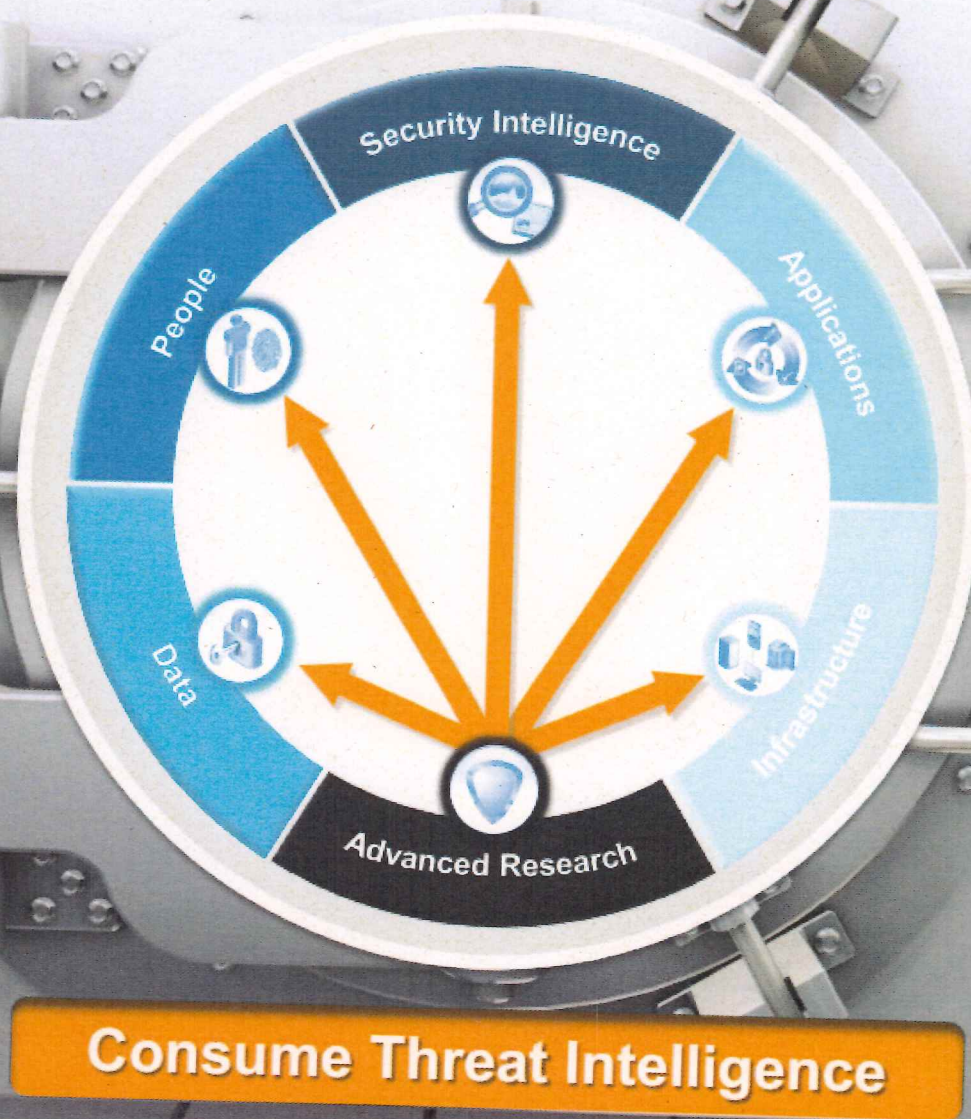 Security Intelligence
People
Applications
Data
Infrastructure
Advanced Research
Consume Threat Intelligence